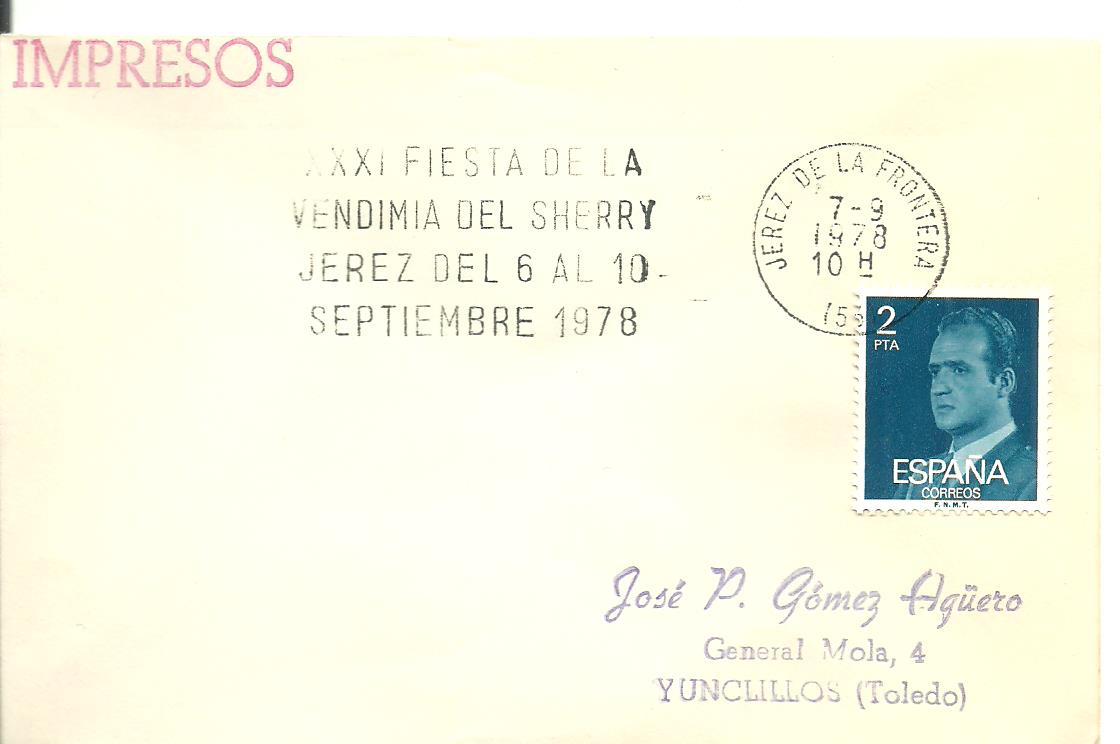 IMPRESOS
XXXI FIESTA DE LA
VENDIMIA DEL SHERRY
JEREZ DEL 6 AL 10-
SEPTIEMBRE 1978
JEREZ DE LA FRONTERA
7-9
1978
10 H
2
PTA
ESPAÑA
CORREOS
F.N.M.T.
José P. Gómez Agüero
General Mola, 4
YUNCLILLOS (Toledo)